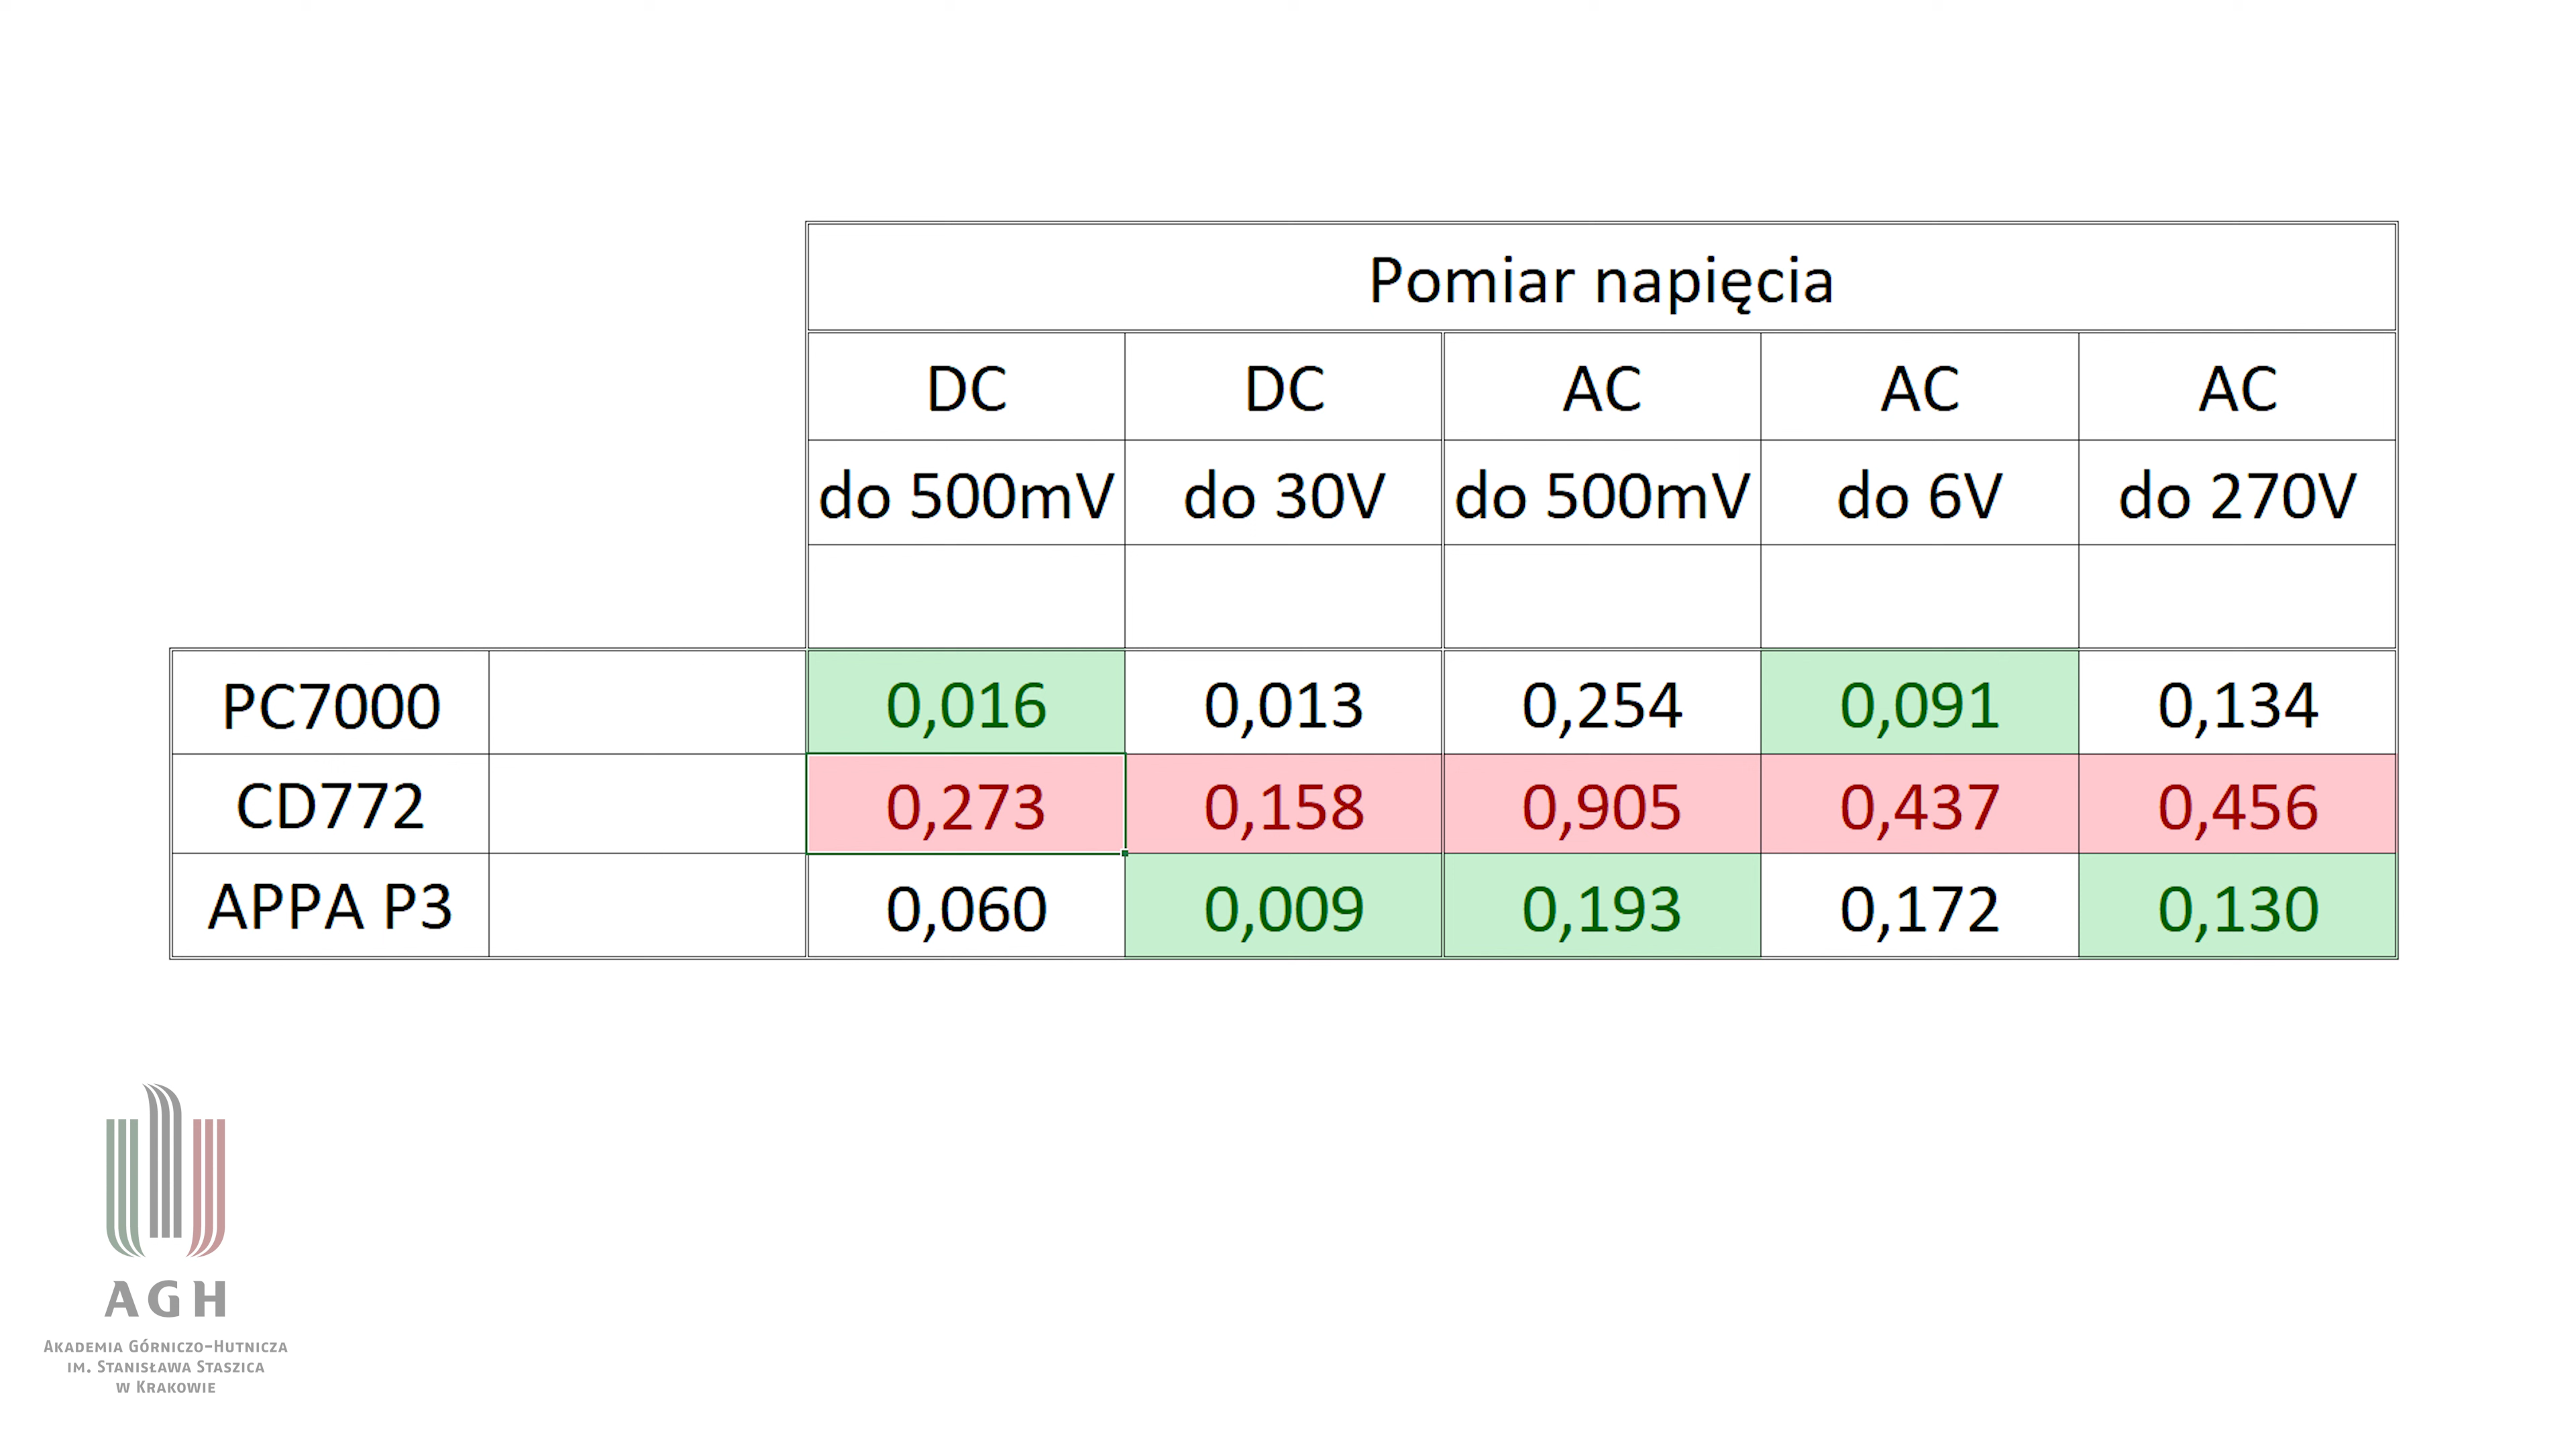 Pomiar napięcia
DC DC AC AC AC
do 500mV do 30V do 500mV do 6V do 270V
PC7000 0,016 0,013 0,254 0,091 0,134
CD772 0,273 0,158 0,905 0,437 0,456
APPA P3 0,060 0,009 0,193 0,172 0,130
AGH
Akademia Górniczo-Hutnicza
im. Stanisława Staszica
w Krakowie